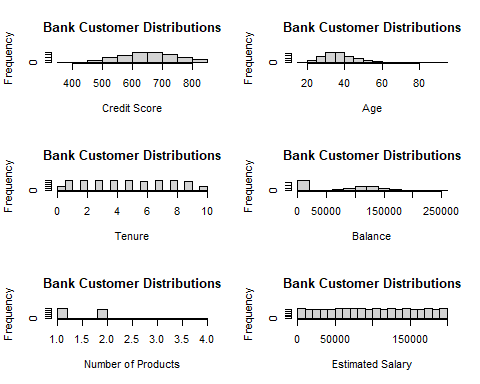 Bank Customer Distributions
Frequency
0
400 600 800
Credit Score
Bank Customer Distributions
Frequency
0
20 40 60 80
Age
Bank Customer Distributions
Frequency
0
0 2 4 6 8 10
Tenure
Bank Customer Distributions
Frequency
0
0 50000 150000 250000
Balance
Bank Customer Distributions
Frequency
0
1.0 1.5 2.0 2.5 3.0 3.5 4.0
Number of Products
Bank Customer Distributions
Frequency
0
0 50000 150000
Estimated Salary